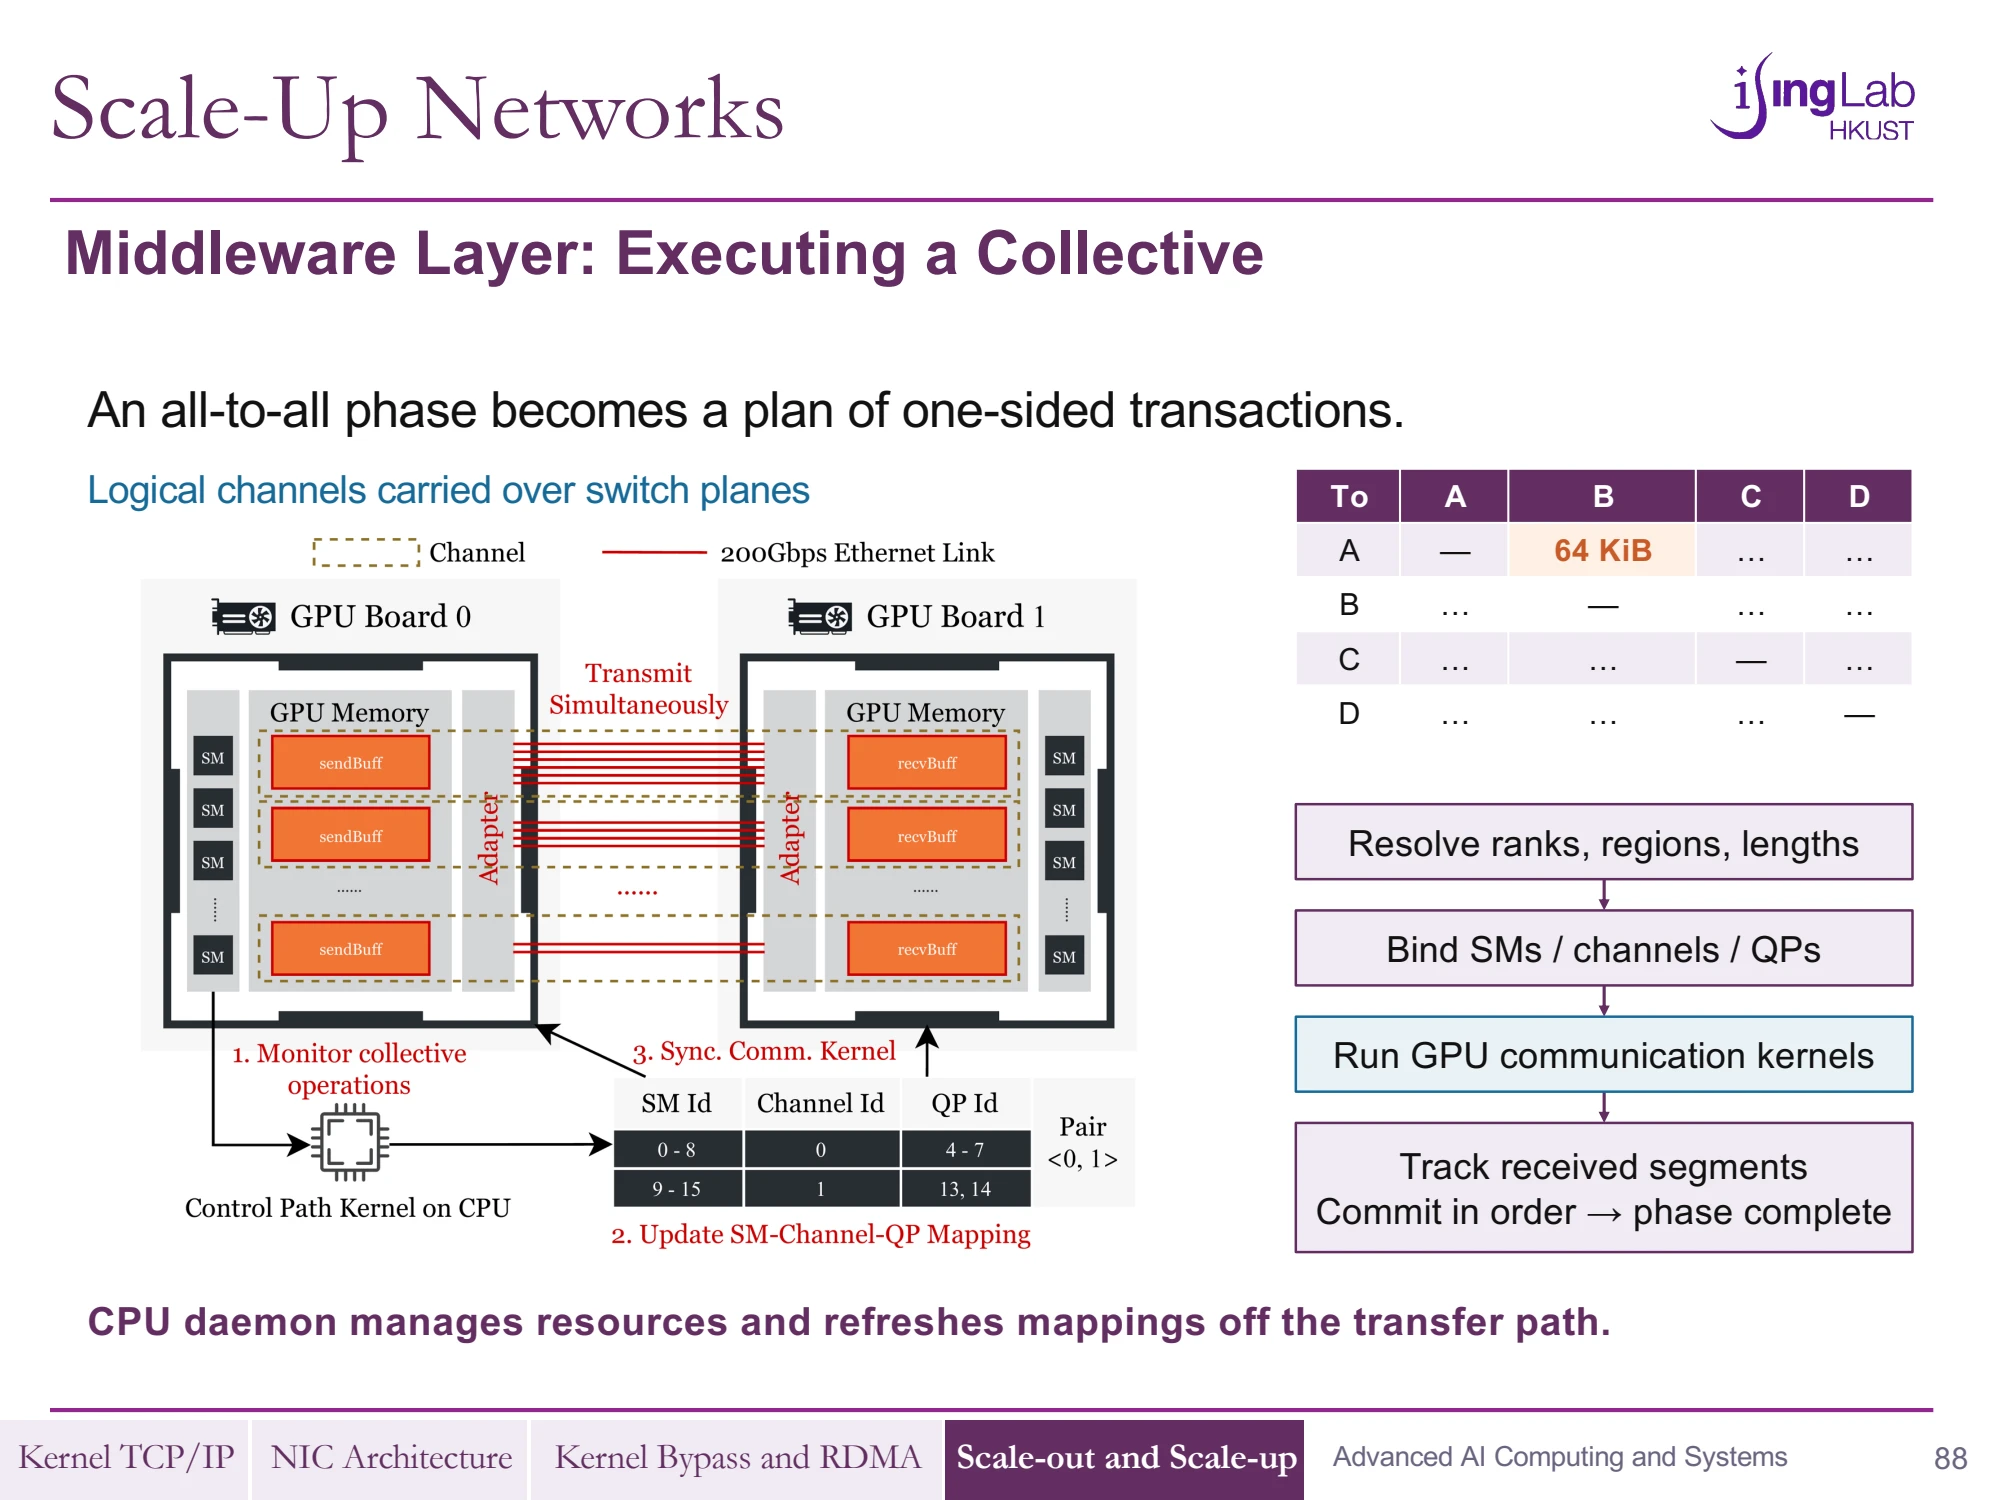 Scale-Up Networks
isingLab
HKUST
Middleware Layer: Executing a Collective
An all-to-all phase becomes a plan of one-sided transactions.
Logical channels carried over switch planes
Channel
200Gbps Ethernet Link
GPU Board 0
GPU Board 1
Transmit
Simultaneously
GPU Memory
GPU Memory
SM
sendBuff
recvBuff
SM
SM
sendBuff
recvBuff
SM
SM
SM
Adapter
Adapter
......
......
......
SM
sendBuff
recvBuff
SM
1. Monitor collective
operations
3. Sync. Comm. Kernel
SM Id Channel Id QP Id
0 - 8 0 4 - 7
9 - 15 1 13, 14
Pair
<0, 1>
Control Path Kernel on CPU
2. Update SM-Channel-QP Mapping
To A B C D
A — 64 KiB ... ...
B ... — ... ...
C ... ... — ...
D ... ... ... —
Resolve ranks, regions, lengths
Bind SMs / channels / QPs
Run GPU communication kernels
Track received segments
Commit in order → phase complete
CPU daemon manages resources and refreshes mappings off the transfer path.
Kernel TCP/IP NIC Architecture Kernel Bypass and RDMA Scale-out and Scale-up Advanced AI Computing and Systems 88